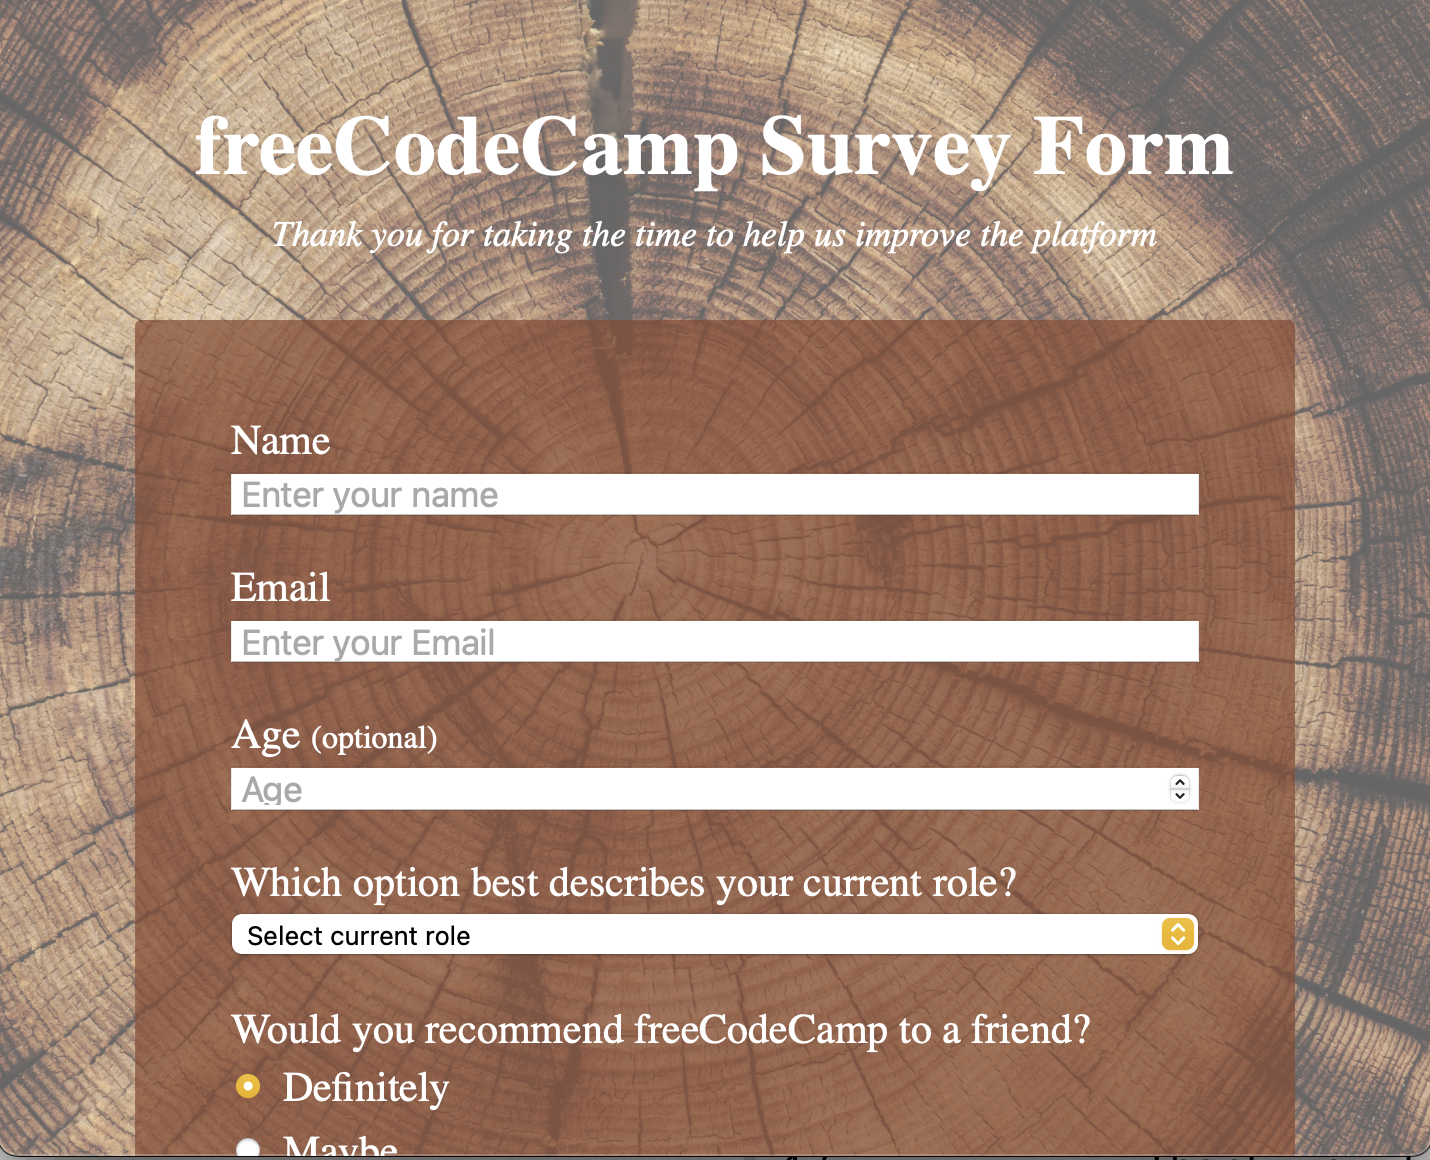 freeCodeCamp Survey Form
Thank you for taking the time to help us improve the platform
Name
Enter your name
Email
Enter your Email
Age (optional)
Age
Which option best describes your current role?
Select current role
Would you recommend freeCodeCamp to a friend?
Definitely
Maybe